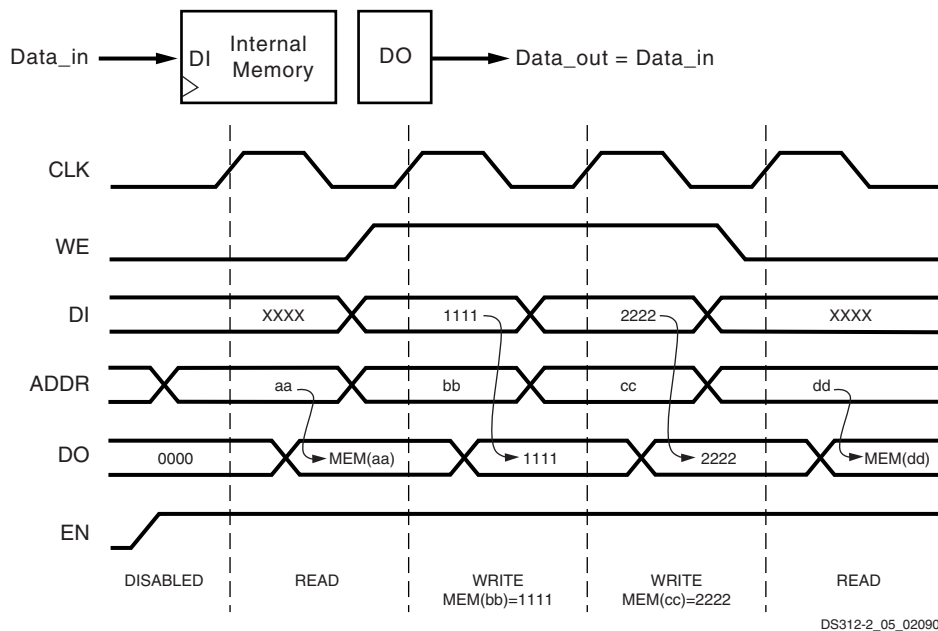 Data_in
DI
Internal
Memory
DO
Data_out = Data_in
CLK
WE
DI
XXXX
1111
2222
XXXX
ADDR
aa
bb
cc
dd
DO
0000
MEM(aa)
1111
2222
MEM(dd)
EN
DISABLED
READ
WRITE
MEM(bb)=1111
WRITE
MEM(cc)=2222
READ
DS312-2_05_02090